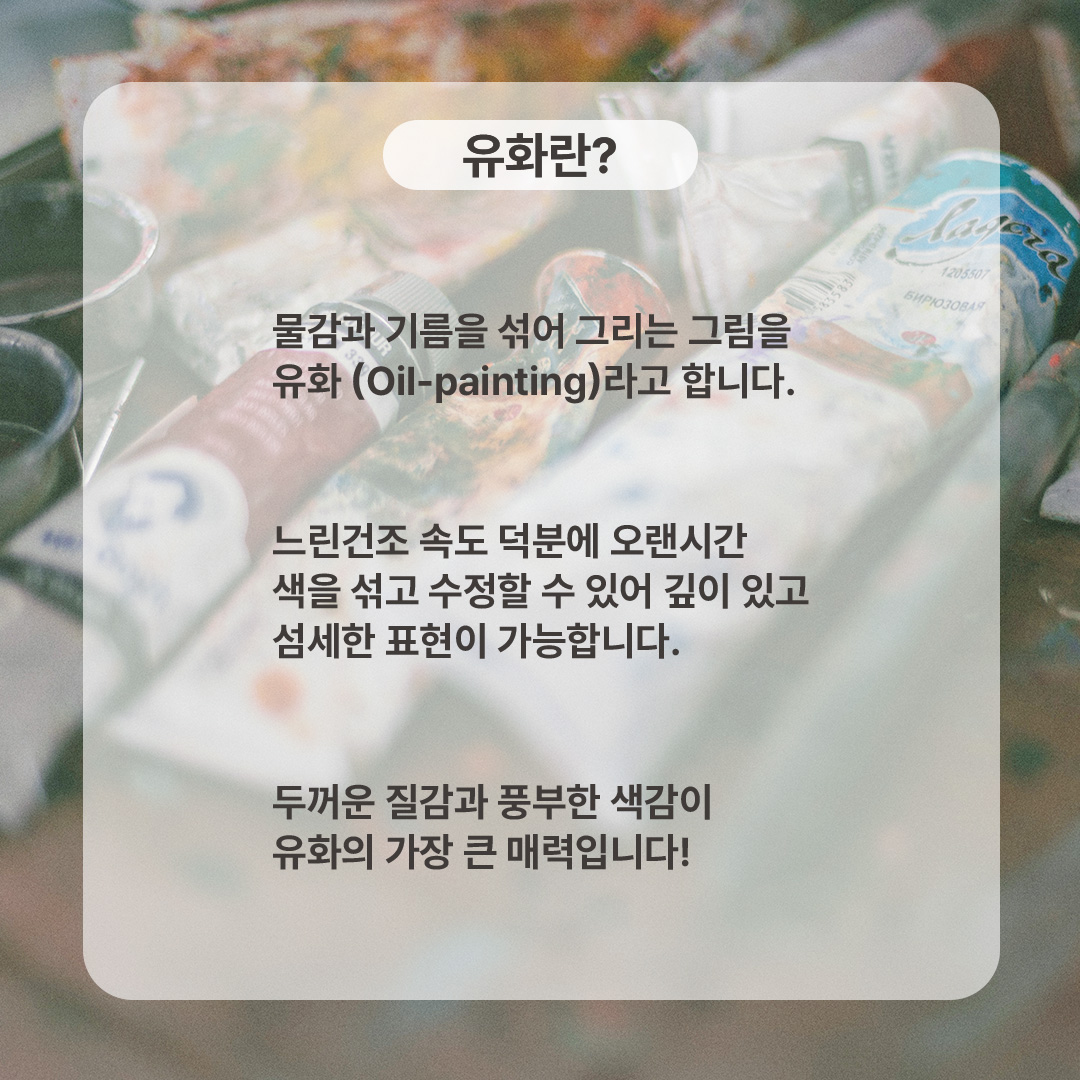 유화란?
물감과 기름을 섞어 그리는 그림을
유화 (Oil-painting)라고 합니다.
느린건조 속도 덕분에 오랜시간
색을 섞고 수정할 수 있어 깊이 있고
섬세한 표현이 가능합니다.
두꺼운 질감과 풍부한 색감이
유화의 가장 큰 매력입니다!
Ladoga
1205507
БИРЮЗОВАЯ